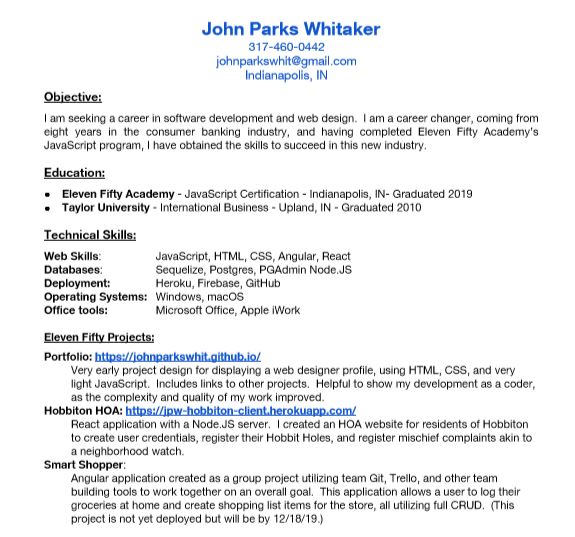 John Parks Whitaker
317-460-0442
johnparkswhit@gmail.com
Indianapolis, IN
Objective:
I am seeking a career in software development and web design.  I am a career changer, coming from
eight years in the consumer banking industry, and having completed Eleven Fifty Academy's
JavaScript program, I have obtained the skills to succeed in this new industry.
Education:
• Eleven Fifty Academy - JavaScript Certification - Indianapolis, IN- Graduated 2019
• Taylor University - International Business - Upland, IN - Graduated 2010
Technical Skills:
Web Skills: JavaScript, HTML, CSS, Angular, React
Databases: Sequelize, Postgres, PGAdmin Node.JS
Deployment: Heroku, Firebase, GitHub
Operating Systems: Windows, macOS
Office tools: Microsoft Office, Apple iWork
Eleven Fifty Projects:
Portfolio: https://johnparkswhit.github.io/
Very early project design for displaying a web designer profile, using HTML, CSS, and very
light JavaScript.  Includes links to other projects.  Helpful to show my development as a coder,
as the complexity and quality of my work improved.
Hobbiton HOA: https://jpw-hobbiton-client.herokuapp.com/
React application with a Node.JS server.  I created an HOA website for residents of Hobbiton
to create user credentials, register their Hobbit Holes, and register mischief complaints akin to
a neighborhood watch.
Smart Shopper:
Angular application created as a group project utilizing team Git, Trello, and other team
building tools to work together on an overall goal.  This application allows a user to log their
groceries at home and create shopping list items for the store, all utilizing full CRUD.  (This
project is not yet deployed but will be by 12/18/19.)